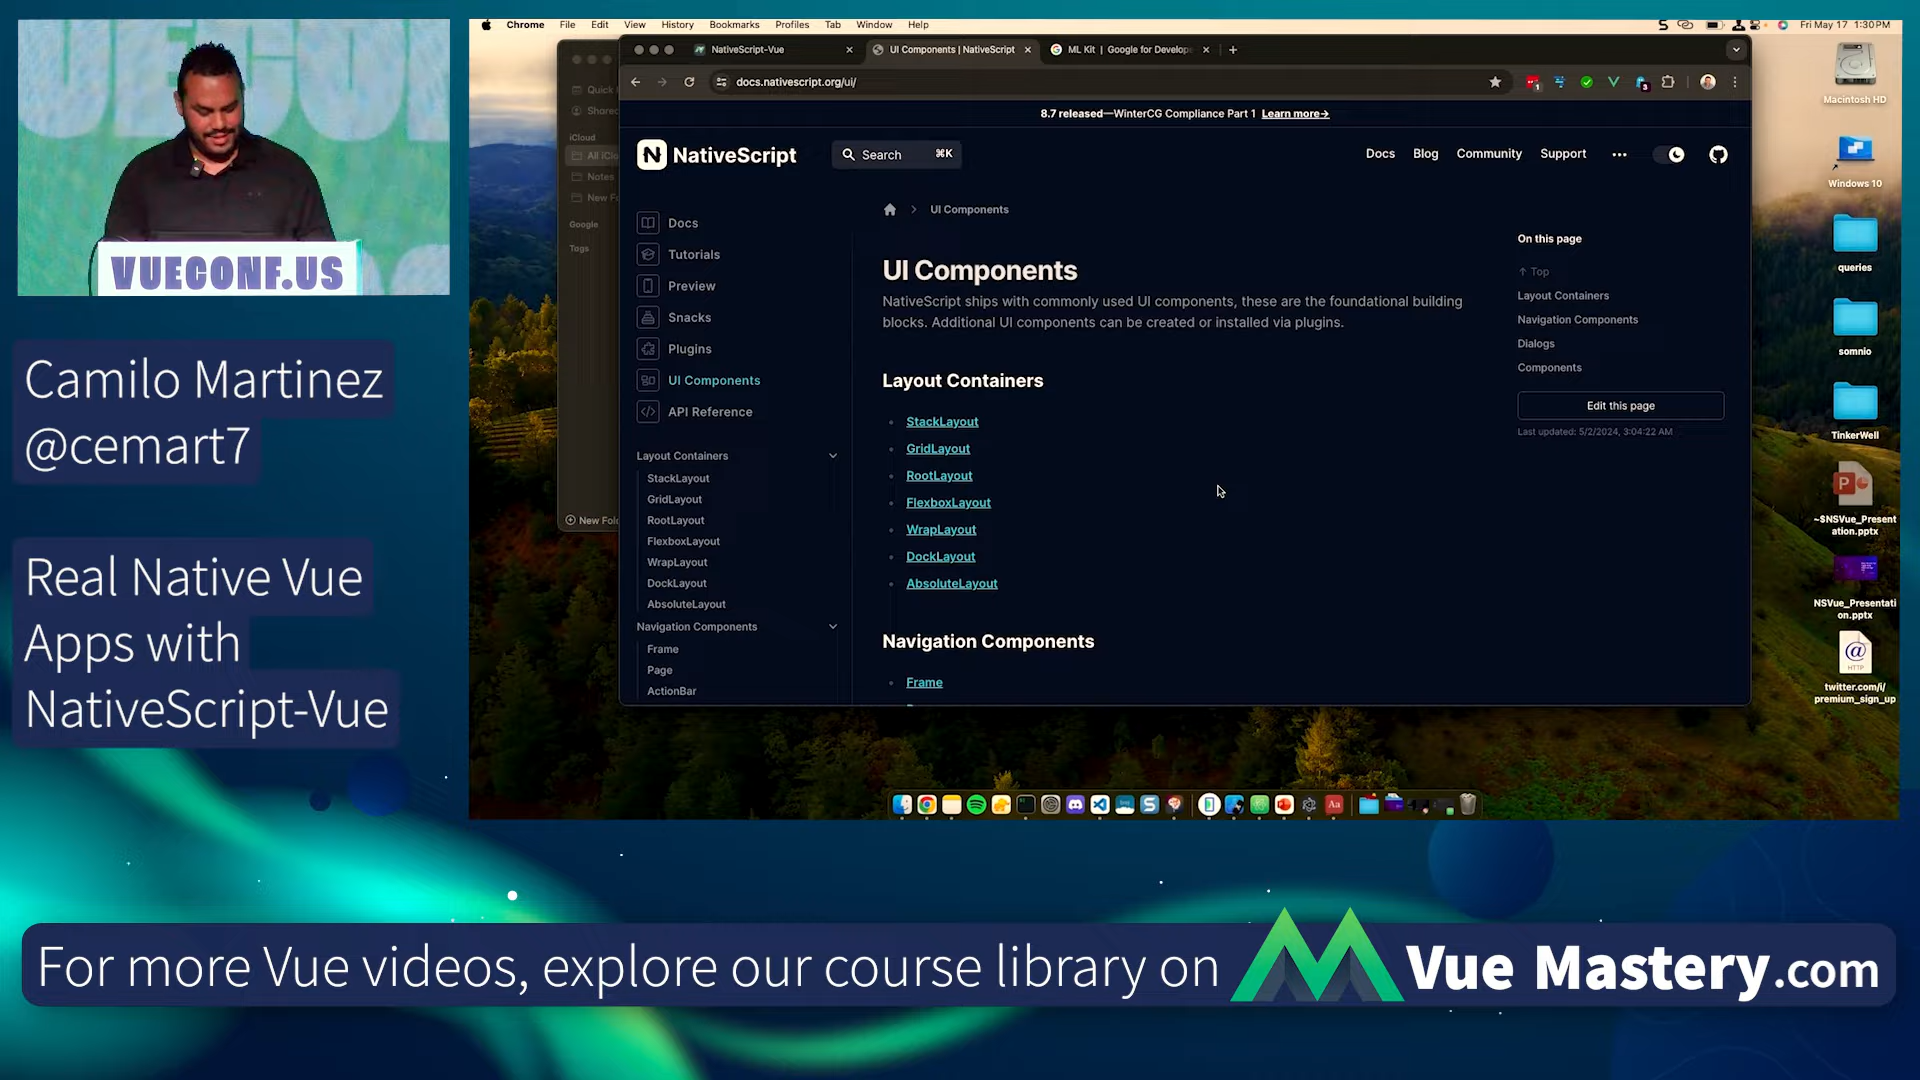 VUECONF.US
Camilo Martinez
@cemart7
Real Native Vue
Apps with
NativeScript-Vue
Chrome File Edit View History Bookmarks Profiles Tab Window Help
Fri May 17 1:30 PM
NativeScript-Vue
UI Components | NativeScript
ML Kit | Google for Develop
docs.nativescript.org/ui/
8.7 released—WinterCG Compliance Part 1 Learn more→
NativeScript
Search ⌘K
Docs Blog Community Support
Docs
Tutorials
Preview
Snacks
Plugins
UI Components
API Reference
Layout Containers
StackLayout
GridLayout
RootLayout
FlexboxLayout
WrapLayout
DockLayout
AbsoluteLayout
Navigation Components
Frame
Page
ActionBar
UI Components
UI Components
NativeScript ships with commonly used UI components, these are the foundational building
blocks. Additional UI components can be created or installed via plugins.
Layout Containers
StackLayout
GridLayout
RootLayout
FlexboxLayout
WrapLayout
DockLayout
AbsoluteLayout
Navigation Components
Frame
On this page
↑ Top
Layout Containers
Navigation Components
Dialogs
Components
Edit this page
Last updated: 5/2/2024, 3:04:22 AM
iCloud
Notes
Google
Tags
Macintosh HD
Windows 10
queries
somnio
TinkerWell
~$NSVue_Present
ation.pptx
NSVue_Presentati
on.pptx
@
HTTP
twitter.com/i/
premium_sign_up
For more Vue videos, explore our course library on
Vue Mastery.com